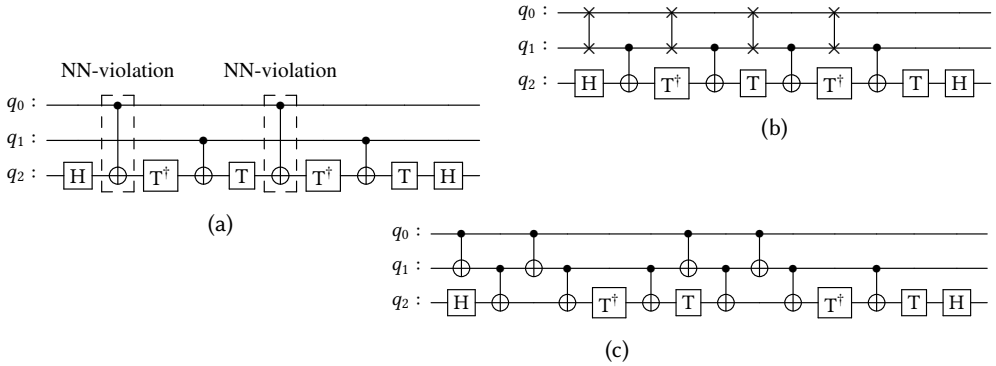 NN-violation NN-violation
q0 :
q1 :
q2 : H T† T T† T H
(a)
q0 :
q1 :
q2 : H T† T T† T H
(b)
q0 :
q1 :
q2 : H T† T T† T H
(c)